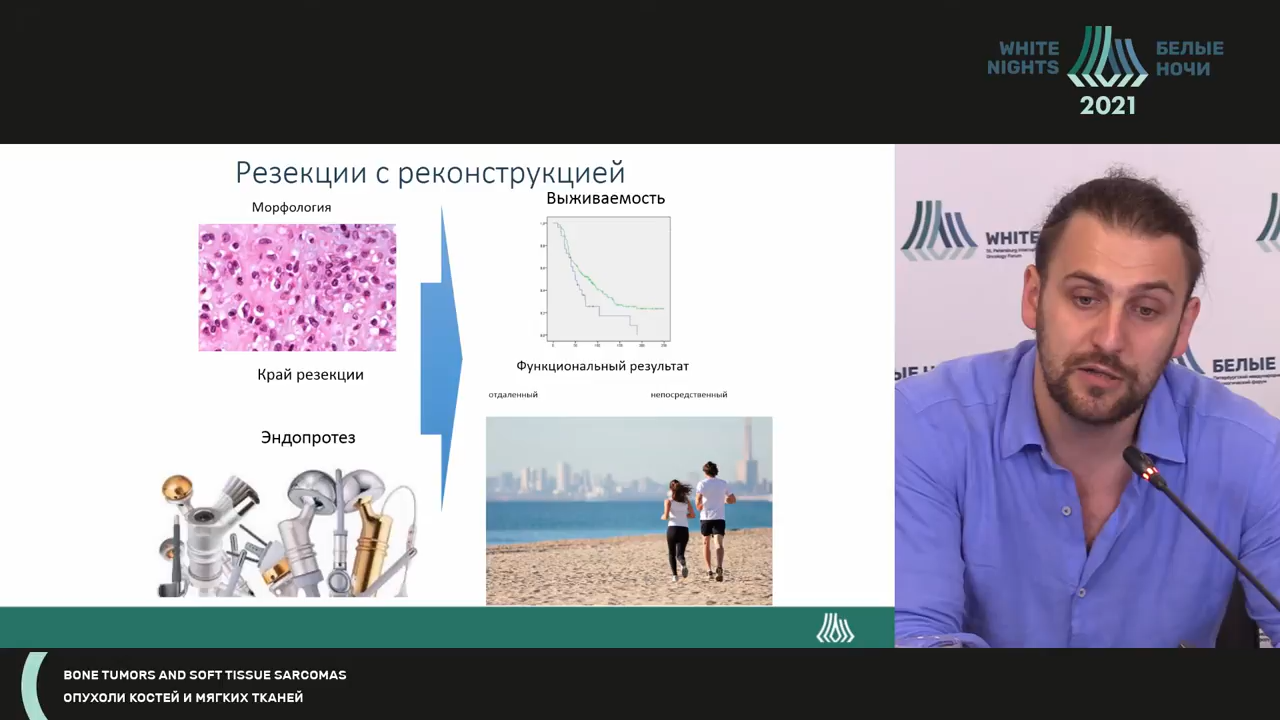 WHITE
NIGHTS
БЕЛЫЕ
НОЧИ
2021
Резекции с реконструкцией
Морфология
Выживаемость
Край резекции
Функциональный результат
отдаленный
непосредственный
Эндопротез
WHITE
БЕЛЫЕ
BONE TUMORS AND SOFT TISSUE SARCOMAS
ОПУХОЛИ КОСТЕЙ И МЯГКИХ ТКАНЕЙ